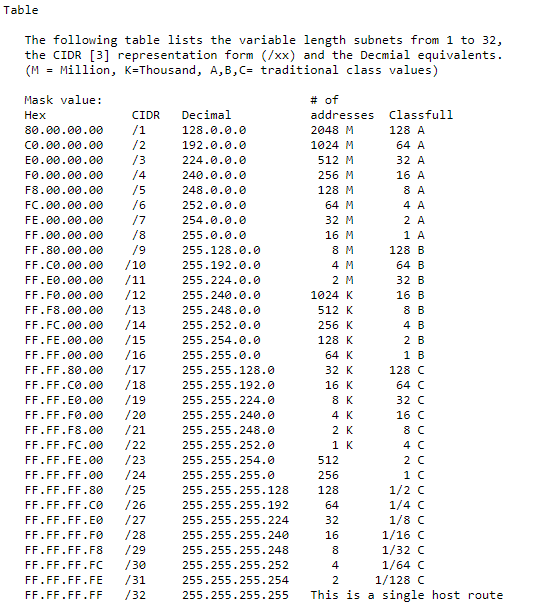 Table
The following table lists the variable length subnets from 1 to 32,
the CIDR [3] representation form (/xx) and the Decmial equivalents.
(M = Million, K=Thousand, A,B,C= traditional class values)
Mask value: # of
Hex CIDR Decimal addresses Classfull
80.00.00.00 /1 128.0.0.0 2048 M 128 A
C0.00.00.00 /2 192.0.0.0 1024 M 64 A
E0.00.00.00 /3 224.0.0.0 512 M 32 A
F0.00.00.00 /4 240.0.0.0 256 M 16 A
F8.00.00.00 /5 248.0.0.0 128 M 8 A
FC.00.00.00 /6 252.0.0.0 64 M 4 A
FE.00.00.00 /7 254.0.0.0 32 M 2 A
FF.00.00.00 /8 255.0.0.0 16 M 1 A
FF.80.00.00 /9 255.128.0.0 8 M 128 B
FF.C0.00.00 /10 255.192.0.0 4 M 64 B
FF.E0.00.00 /11 255.224.0.0 2 M 32 B
FF.F0.00.00 /12 255.240.0.0 1024 K 16 B
FF.F8.00.00 /13 255.248.0.0 512 K 8 B
FF.FC.00.00 /14 255.252.0.0 256 K 4 B
FF.FE.00.00 /15 255.254.0.0 128 K 2 B
FF.FF.00.00 /16 255.255.0.0 64 K 1 B
FF.FF.80.00 /17 255.255.128.0 32 K 128 C
FF.FF.C0.00 /18 255.255.192.0 16 K 64 C
FF.FF.E0.00 /19 255.255.224.0 8 K 32 C
FF.FF.F0.00 /20 255.255.240.0 4 K 16 C
FF.FF.F8.00 /21 255.255.248.0 2 K 8 C
FF.FF.FC.00 /22 255.255.252.0 1 K 4 C
FF.FF.FE.00 /23 255.255.254.0 512 2 C
FF.FF.FF.00 /24 255.255.255.0 256 1 C
FF.FF.FF.80 /25 255.255.255.128 128 1/2 C
FF.FF.FF.C0 /26 255.255.255.192 64 1/4 C
FF.FF.FF.E0 /27 255.255.255.224 32 1/8 C
FF.FF.FF.F0 /28 255.255.255.240 16 1/16 C
FF.FF.FF.F8 /29 255.255.255.248 8 1/32 C
FF.FF.FF.FC /30 255.255.255.252 4 1/64 C
FF.FF.FF.FE /31 255.255.255.254 2 1/128 C
FF.FF.FF.FF /32 255.255.255.255 This is a single host route